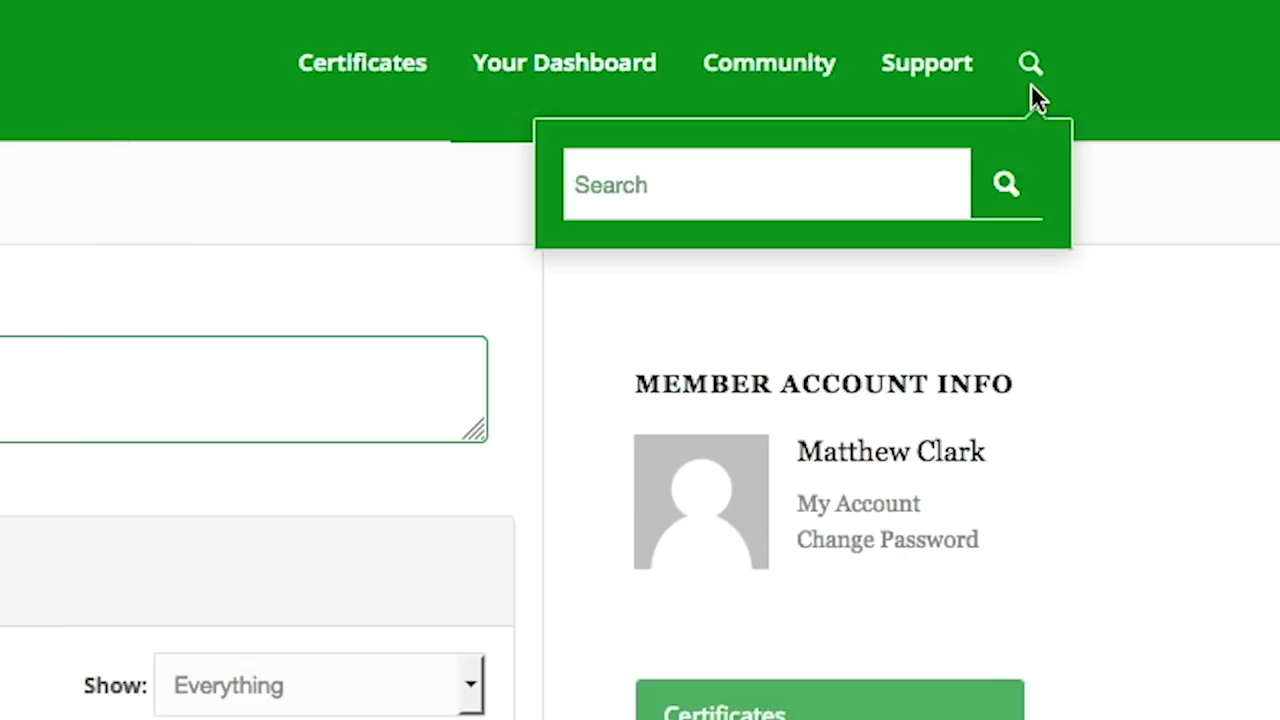 Certificates Your Dashboard Community Support
Search
MEMBER ACCOUNT INFO
Matthew Clark
My Account
Change Password
Show: Everything
Certificates